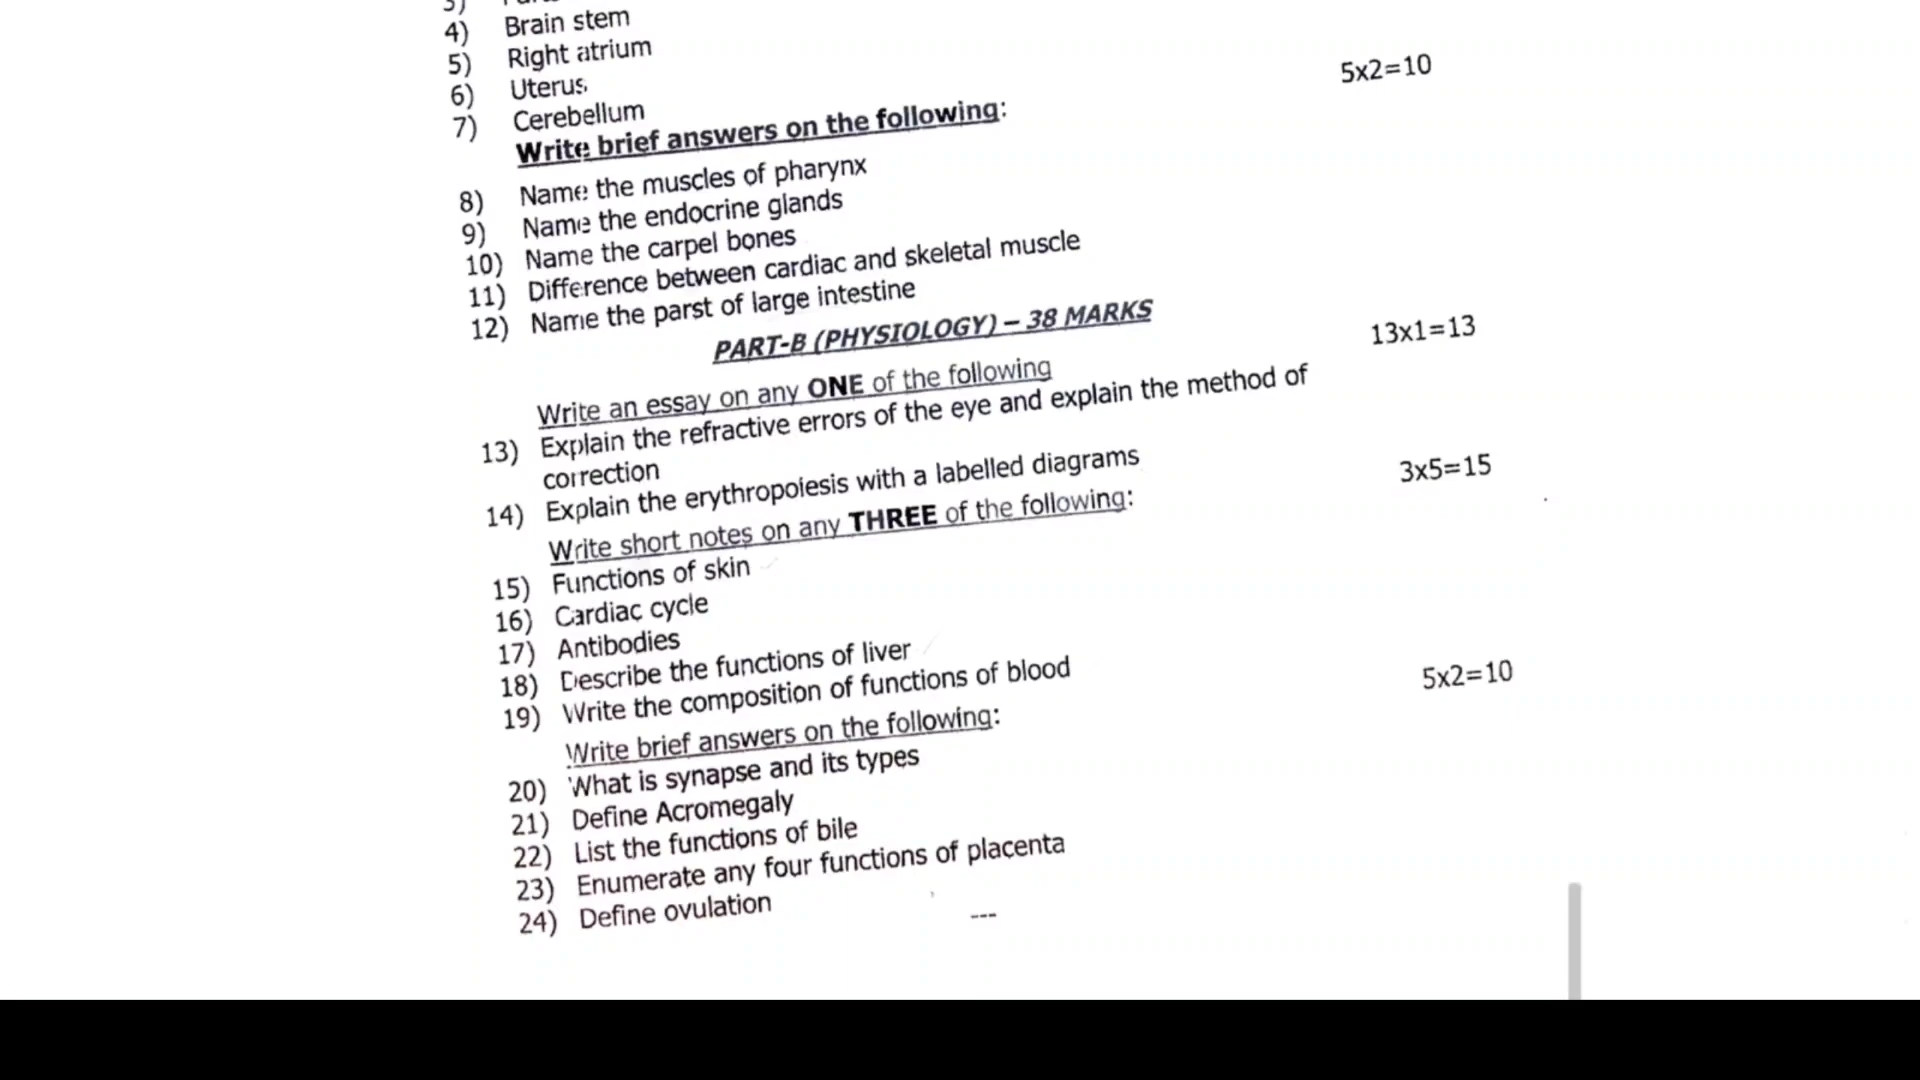 3)
4) Brain stem
5) Right atrium
6) Uterus
7) Cerebellum
Write brief answers on the following: 5x2=10
8) Name the muscles of pharynx
9) Name the endocrine glands
10) Name the carpel bones
11) Difference between cardiac and skeletal muscle
12) Name the parst of large intestine
PART-B (PHYSIOLOGY) – 38 MARKS
Write an essay on any ONE of the following 13x1=13
13) Explain the refractive errors of the eye and explain the method of
correction
14) Explain the erythropoiesis with a labelled diagrams
Write short notes on any THREE of the following: 3x5=15
15) Functions of skin
16) Cardiac cycle
17) Antibodies
18) Describe the functions of liver
19) Write the composition of functions of blood
Write brief answers on the following: 5x2=10
20) What is synapse and its types
21) Define Acromegaly
22) List the functions of bile
23) Enumerate any four functions of placenta
24) Define ovulation
---